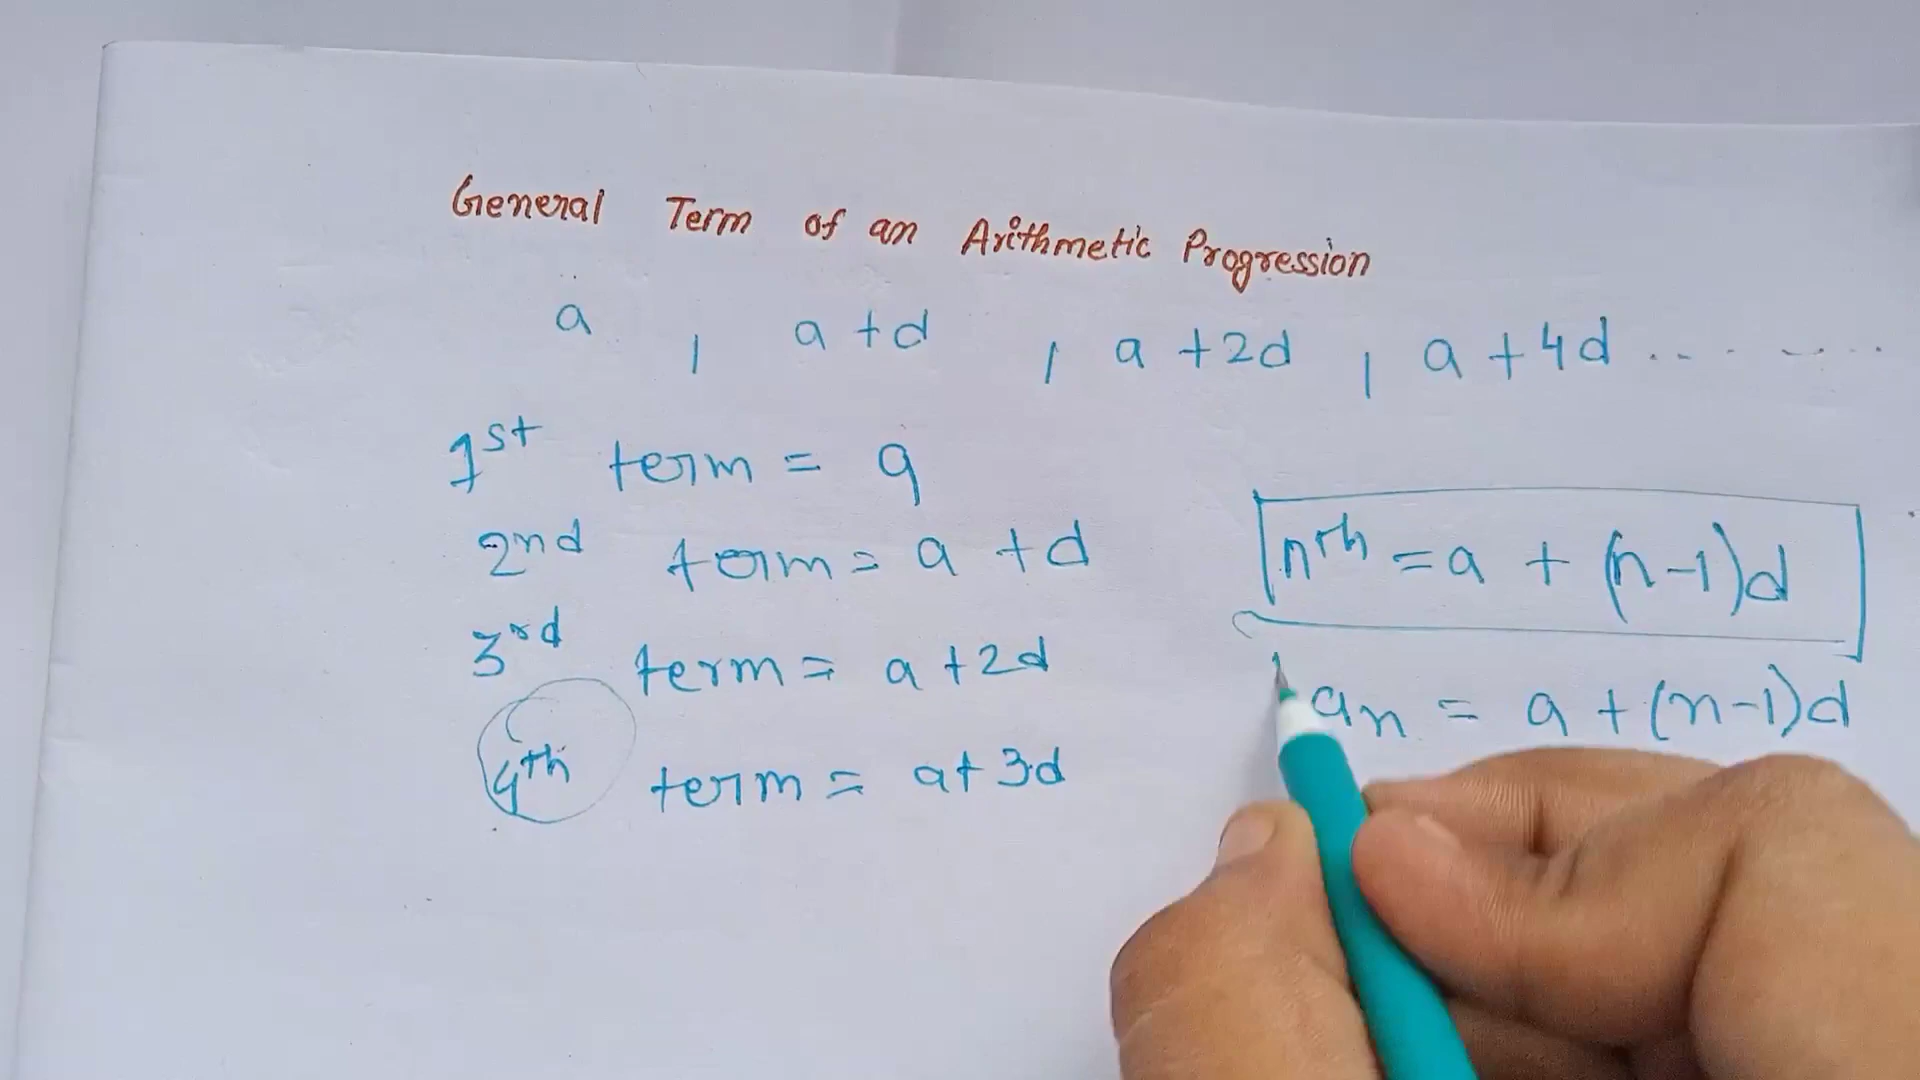 General Term of an Arithmetic Progression
a , a + d , a + 2d , a + 4d ........
1st term = a
2nd term = a + d
3rd term = a + 2d
4th term = a + 3d
nth = a + (n-1)d
an = a + (n-1)d